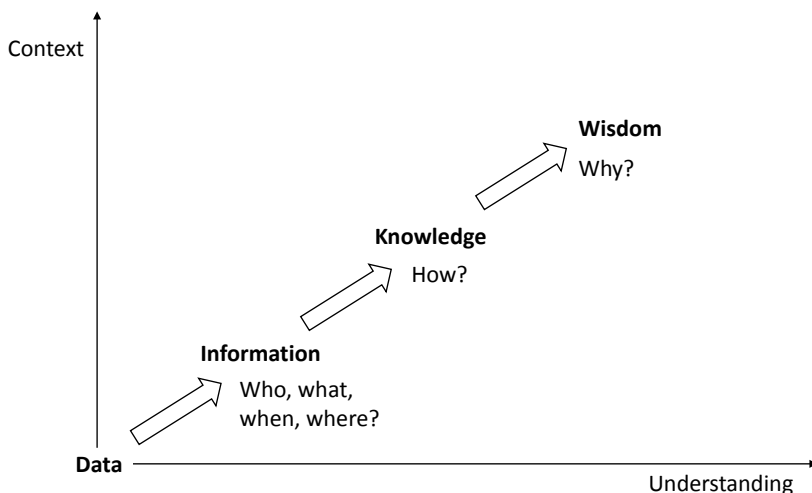 Context
Wisdom
Why?
Knowledge
How?
Information
Who, what,
when, where?
Data
Understanding